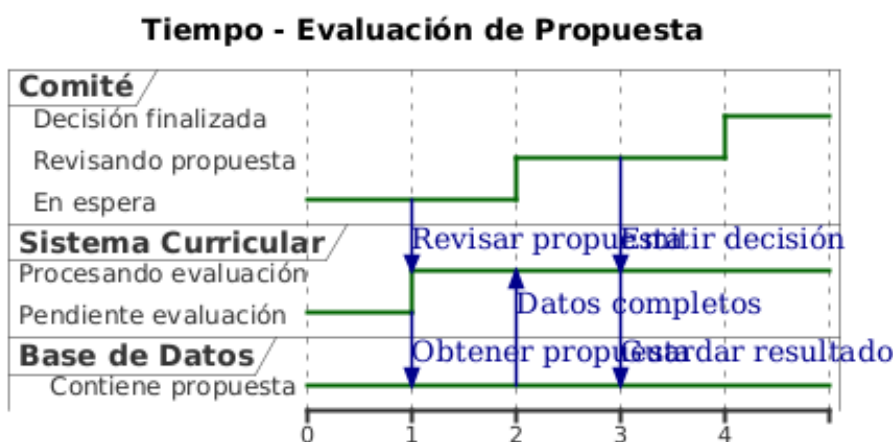 Tiempo - Evaluación de Propuesta
Comité
Decisión finalizada
Revisando propuesta
En espera
Sistema Curricular
Revisar propuesta
Emitir decisión
Procesando evaluación
Pendiente evaluación
Datos completos
Base de Datos
Obtener propuesta
Guardar resultado
Contiene propuesta
0 1 2 3 4